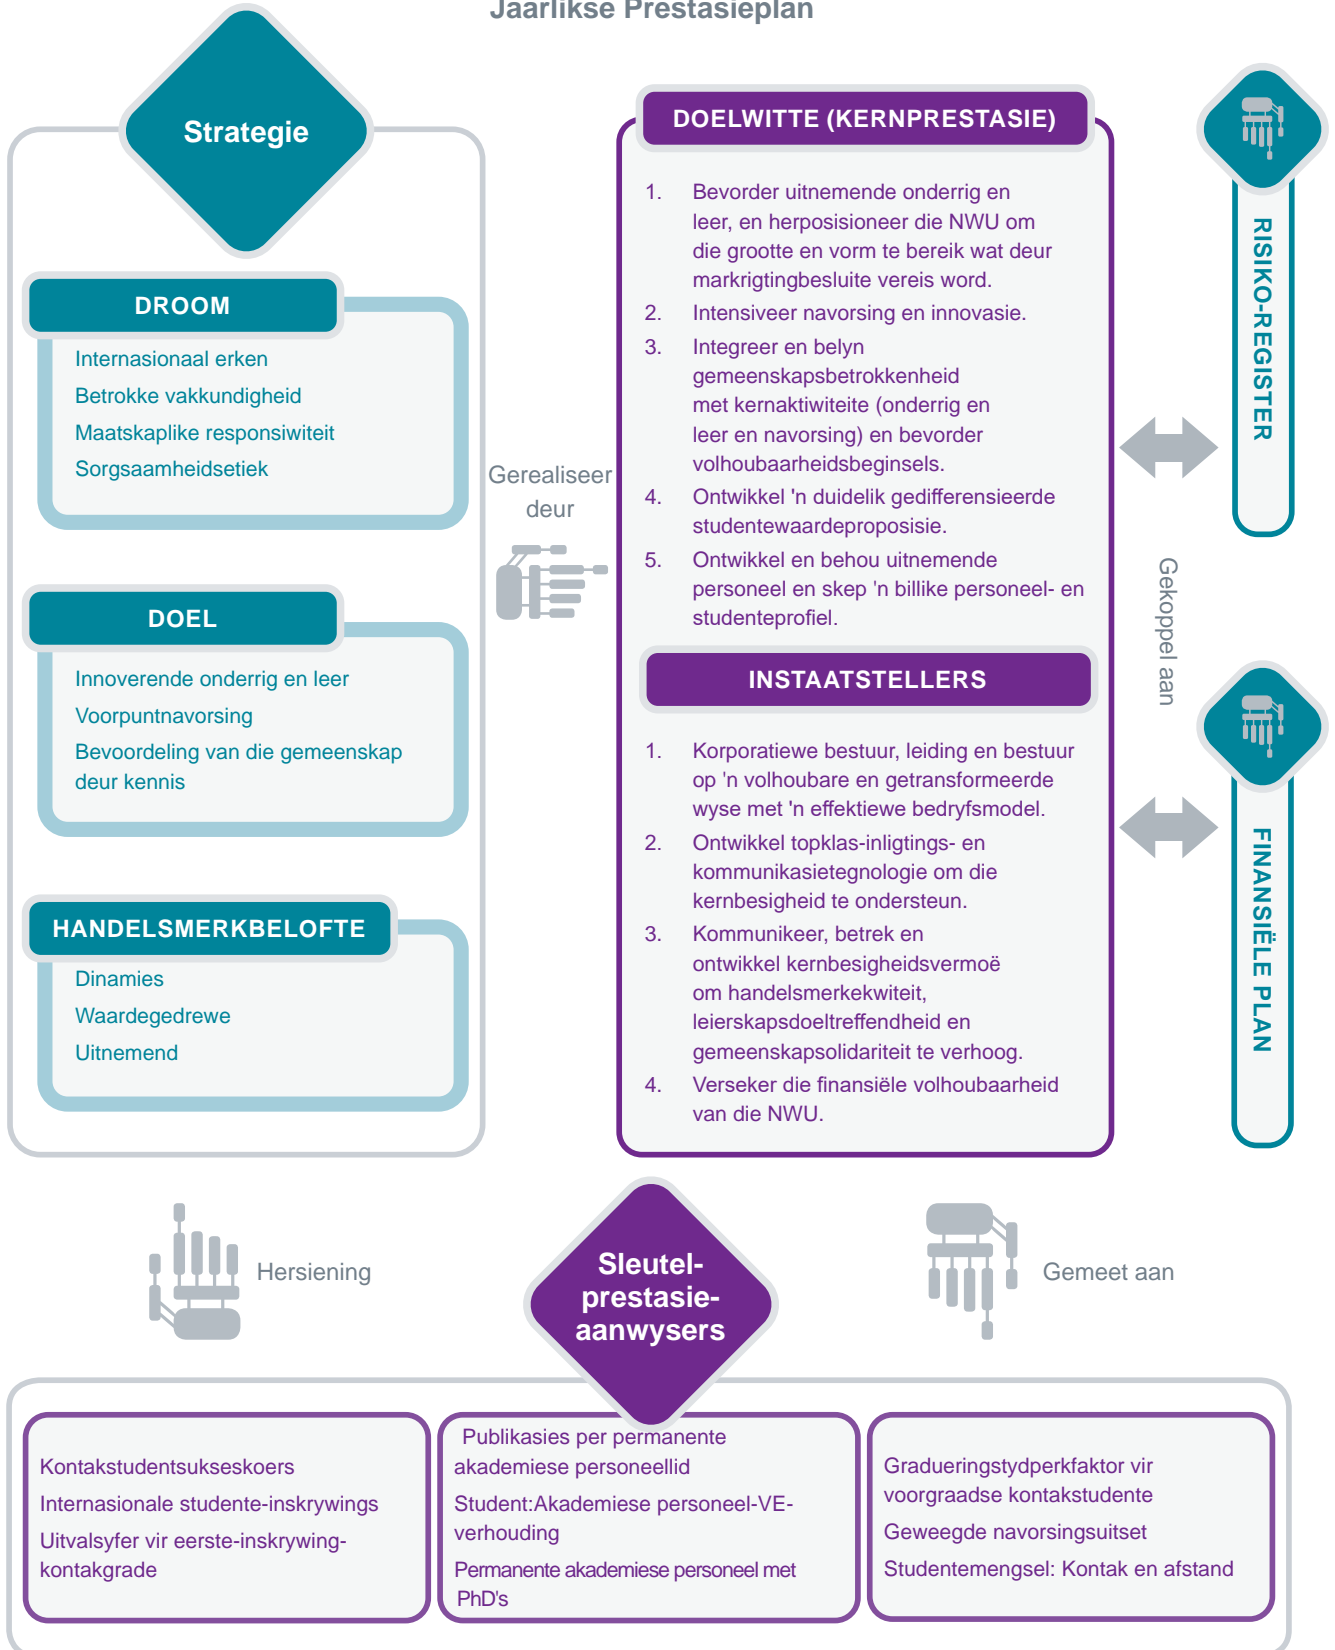 Jaarlikse Prestasieplan
Strategie
DROOM
Internasionaal erken
Betrokke vakkundigheid
Maatskaplike responsiwiteit
Sorgsaamheidsetiek
DOEL
Innoverende onderrig en leer
Voorpuntnavorsing
Bevoordeling van die gemeenskap
deur kennis
HANDELSMERKBELOFTE
Dinamies
Waardegedrewe
Uitnemend
Gerealiseer
deur
DOELWITTE (KERNPRESTASIE)
1. Bevorder uitnemende onderrig en
leer, en herposisioneer die NWU om
die grootte en vorm te bereik wat deur
markrigtingbesluite vereis word.
2. Intensiveer navorsing en innovasie.
3. Integreer en belyn
gemeenskapsbetrokkenheid
met kernaktiwiteite (onderrig en
leer en navorsing) en bevorder
volhoubaarheidsbeginsels.
4. Ontwikkel 'n duidelik gedifferensieerde
studentewaardeproposisie.
5. Ontwikkel en behou uitnemende
personeel en skep 'n billike personeel- en
studenteprofiel.
INSTAATSTELLERS
1. Korporatiewe bestuur, leiding en bestuur
op 'n volhoubare en getransformeerde
wyse met 'n effektiewe bedryfsmodel.
2. Ontwikkel topklas-inligtings- en
kommunikasietegnologie om die
kernbesigheid te ondersteun.
3. Kommunikeer, betrek en
ontwikkel kernbesigheidsvermoë
om handelsmerkekwiteit,
leierskapsdoeltreffendheid en
gemeenskapsolidariteit te verhoog.
4. Verseker die finansiële volhoubaarheid
van die NWU.
Gekoppel aan
RISIKO-REGISTER
FINANSIËLE PLAN
Hersiening
Sleutel-
prestasie-
aanwysers
Gemeet aan
Kontakstudentsukseskoers
Internasionale studente-inskrywings
Uitvalsyfer vir eerste-inskrywing-
kontakgrade
Publikasies per permanente
akademiese personeellid
Student:Akademiese personeel-VE-
verhouding
Permanente akademiese personeel met
PhD's
Gradueringstydperkfaktor vir
voorgraadse kontakstudente
Geweegde navorsingsuitset
Studentemengsel: Kontak en afstand